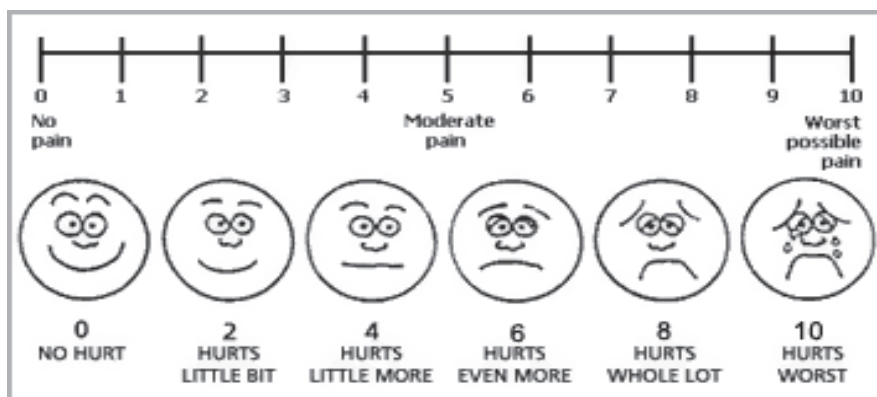 0 1 2 3 4 5 6 7 8 9 10
No pain
Moderate pain
Worst possible pain
0
NO HURT
2
HURTS
LITTLE BIT
4
HURTS
LITTLE MORE
6
HURTS
EVEN MORE
8
HURTS
WHOLE LOT
10
HURTS
WORST